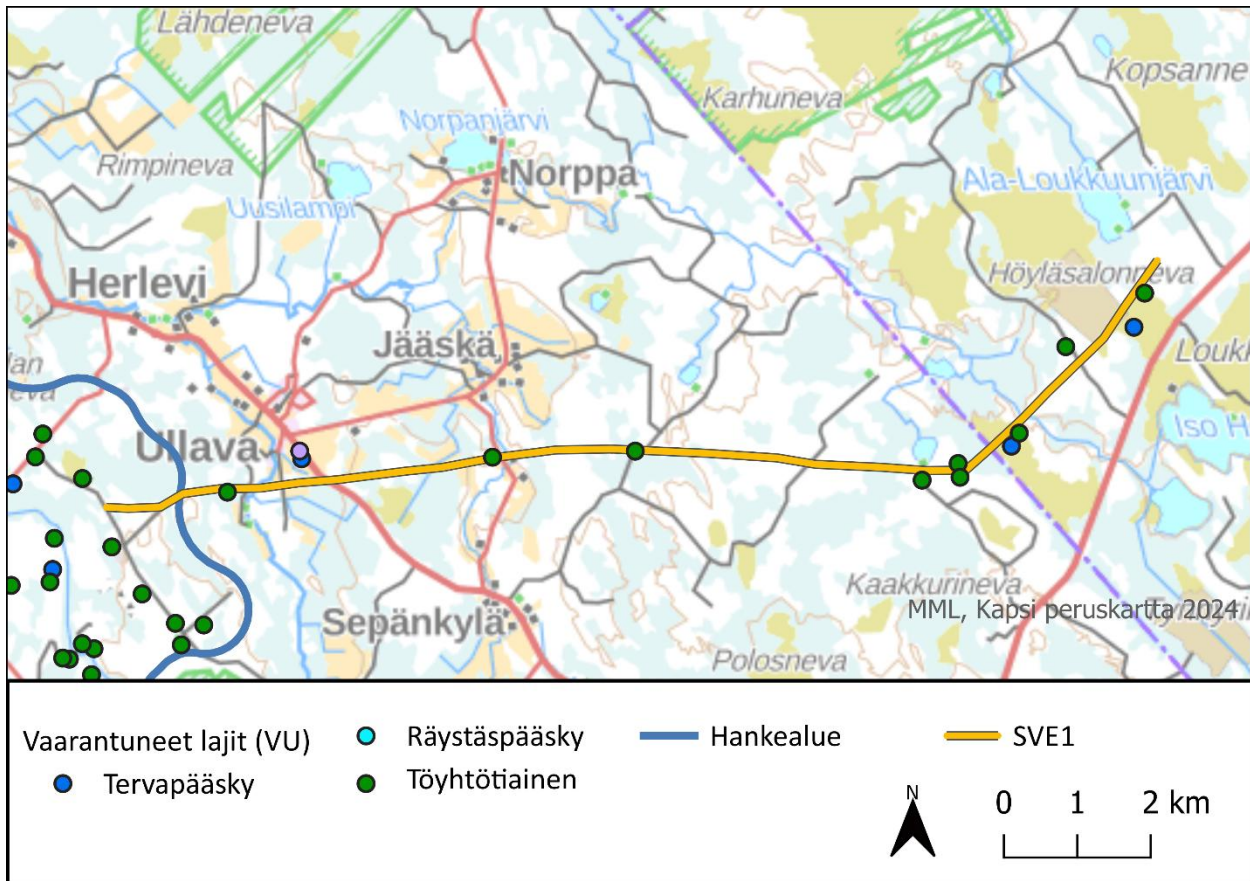 Lähdeneva
Karhuneva
Kopsanne
Norpanjärvi
Rimpineva
Norppa
Ala-Loukkuunjärvi
Uusilampi
Herlevi
Höyläsalonneva
Jääskä
Loukk
Iso H
Ullava
Kaakkurineva
MML, Kapsi peruskartta 2024
Sepänkylä
Polosneva
Vaarantuneet lajit (VU)
Tervapääsky
Räystäspääsky
Töyhtötiainen
Hankealue
SVE1
N
0 1 2 km